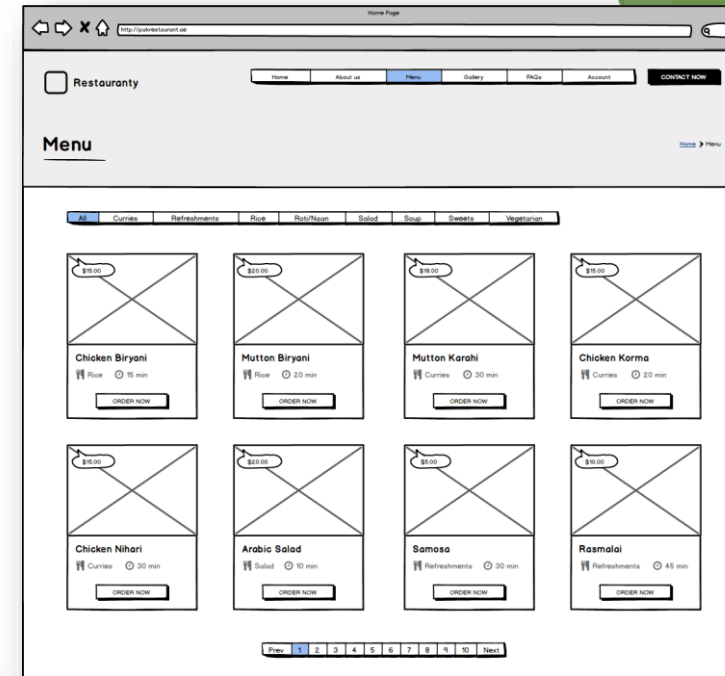 Home Page
http://pakrestaurant.ae
Restauranty
Home About us Menu Gallery FAQs Account CONTACT NOW
Menu
Home > Menu
All Curries Refreshments Rice Roti/Naan Salad Soup Sweets Vegetarian
$15.00 $20.00 $18.00 $15.00
Chicken Biryani Mutton Biryani Mutton Karahi Chicken Korma
Rice 15 min Rice 20 min Curries 30 min Curries 20 min
ORDER NOW ORDER NOW ORDER NOW ORDER NOW
$15.00 $20.00 $5.00 $10.00
Chicken Nihari Arabic Salad Samosa Rasmalai
Curries 30 min Salad 10 min Refreshments 30 min Refreshments 45 min
ORDER NOW ORDER NOW ORDER NOW ORDER NOW
Prev 1 2 3 4 5 6 7 8 9 10 Next